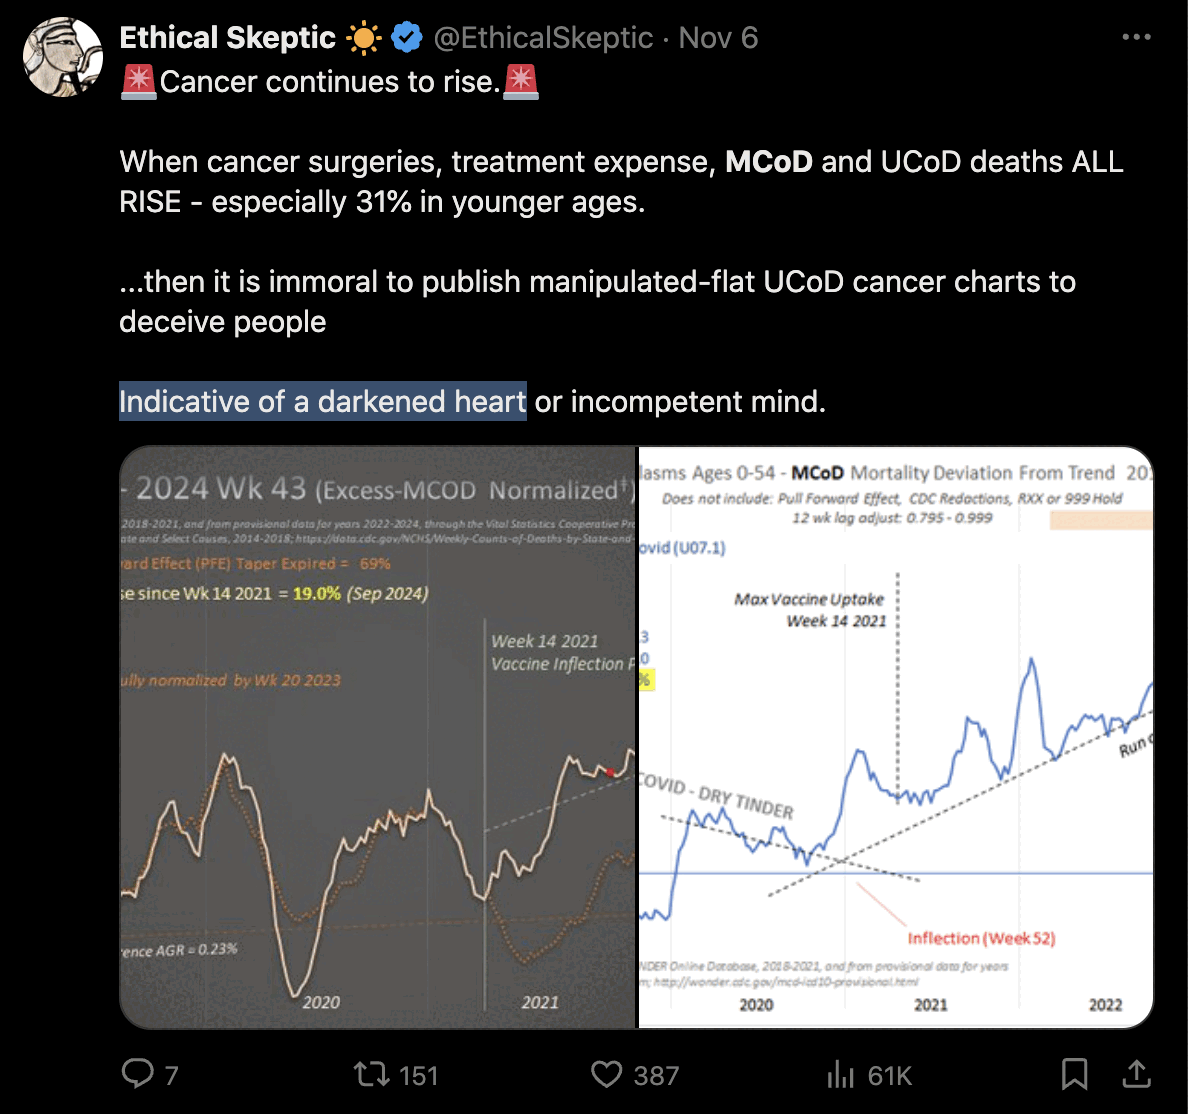 Ethical Skeptic @EthicalSkeptic · Nov 6
Cancer continues to rise.
When cancer surgeries, treatment expense, MCoD and UCoD deaths ALL
RISE - especially 31% in younger ages.
...then it is immoral to publish manipulated-flat UCoD cancer charts to
deceive people
Indicative of a darkened heart or incompetent mind.
- 2024 Wk 43 (Excess-MCOD Normalized†)
2018-2021, and from provisional data for years 2022-2024, through the Vital Statistics Cooperative Pro
ate and Select Causes, 2014-2018; https://data.cdc.gov/NCHS/Weekly-Counts-of-Deaths-by-State-and-
ard Effect (PFE) Taper Expired = 69%
se since Wk 14 2021 = 19.0% (Sep 2024)
Week 14 2021
Vaccine Inflection P
ully normalized by Wk 20 2023
rence AGR = 0.23%
2020
2021
lasms Ages 0-54 - MCoD Mortality Deviation From Trend 201
Does not include: Pull Forward Effect, CDC Redactions, RXX or 999 Hold
12 wk lag adjust: 0.795 - 0.999
ovid (U07.1)
Max Vaccine Uptake
Week 14 2021
3
0
%
COVID - DRY TINDER
Run
Inflection (Week 52)
NDER Online Database, 2018-2021, and from provisional data for years
m; http://wonder.cdc.gov/mcd-icd10-provisional.html
2020
2021
2022
7
151
387
61K